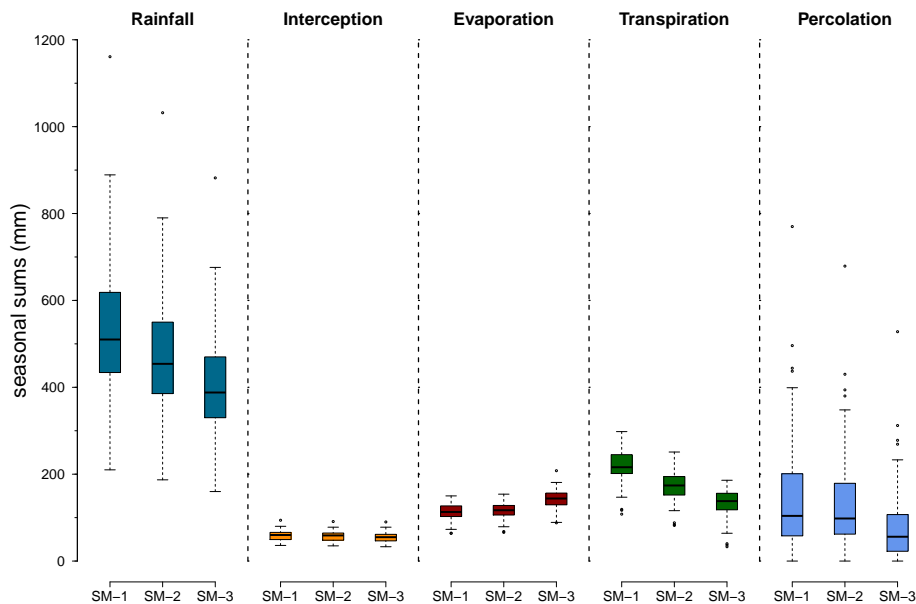 Rainfall Interception Evaporation Transpiration Percolation
seasonal sums (mm)
1200
1000
800
600
400
200
0
SM–1 SM–2 SM–3 SM–1 SM–2 SM–3 SM–1 SM–2 SM–3 SM–1 SM–2 SM–3 SM–1 SM–2 SM–3